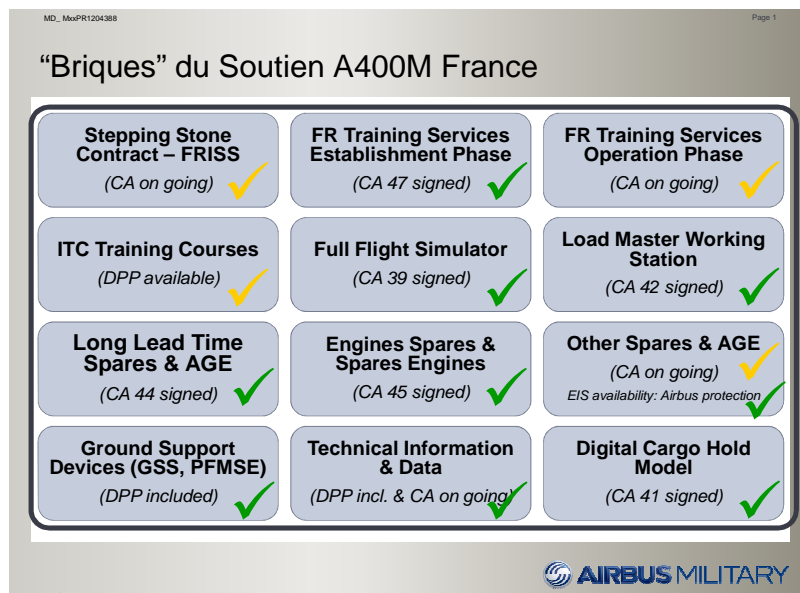 MD_ MxxPR1204388
Page 1
“Briques” du Soutien A400M France
Stepping Stone
Contract – FRISS
(CA on going)
FR Training Services
Establishment Phase
(CA 47 signed)
FR Training Services
Operation Phase
(CA on going)
ITC Training Courses
(DPP available)
Full Flight Simulator
(CA 39 signed)
Load Master Working
Station
(CA 42 signed)
Long Lead Time
Spares & AGE
(CA 44 signed)
Engines Spares &
Spares Engines
(CA 45 signed)
Other Spares & AGE
(CA on going)
EIS availability: Airbus protection
Ground Support
Devices (GSS, PFMSE)
(DPP included)
Technical Information
& Data
(DPP incl. & CA on going)
Digital Cargo Hold
Model
(CA 41 signed)
AIRBUS MILITARY